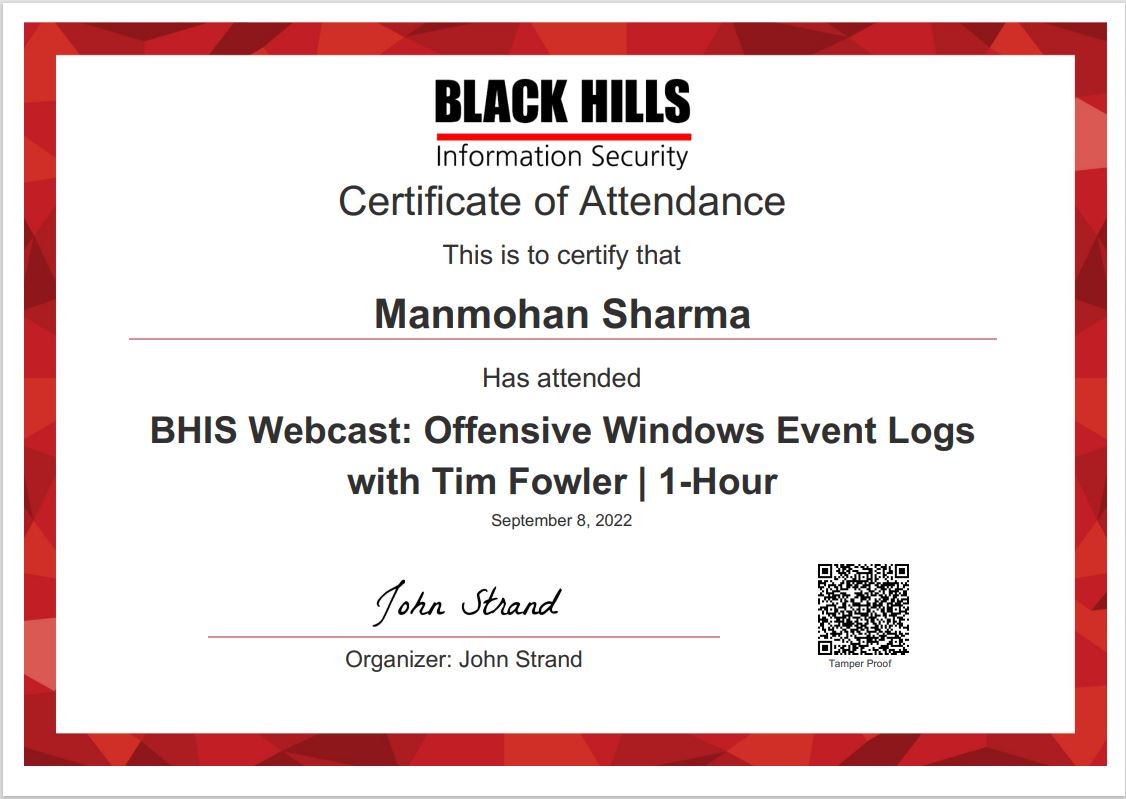 BLACK HILLS
Information Security
Certificate of Attendance
This is to certify that
Manmohan Sharma
Has attended
BHIS Webcast: Offensive Windows Event Logs
with Tim Fowler | 1-Hour
September 8, 2022
John Strand
Organizer: John Strand
Tamper Proof